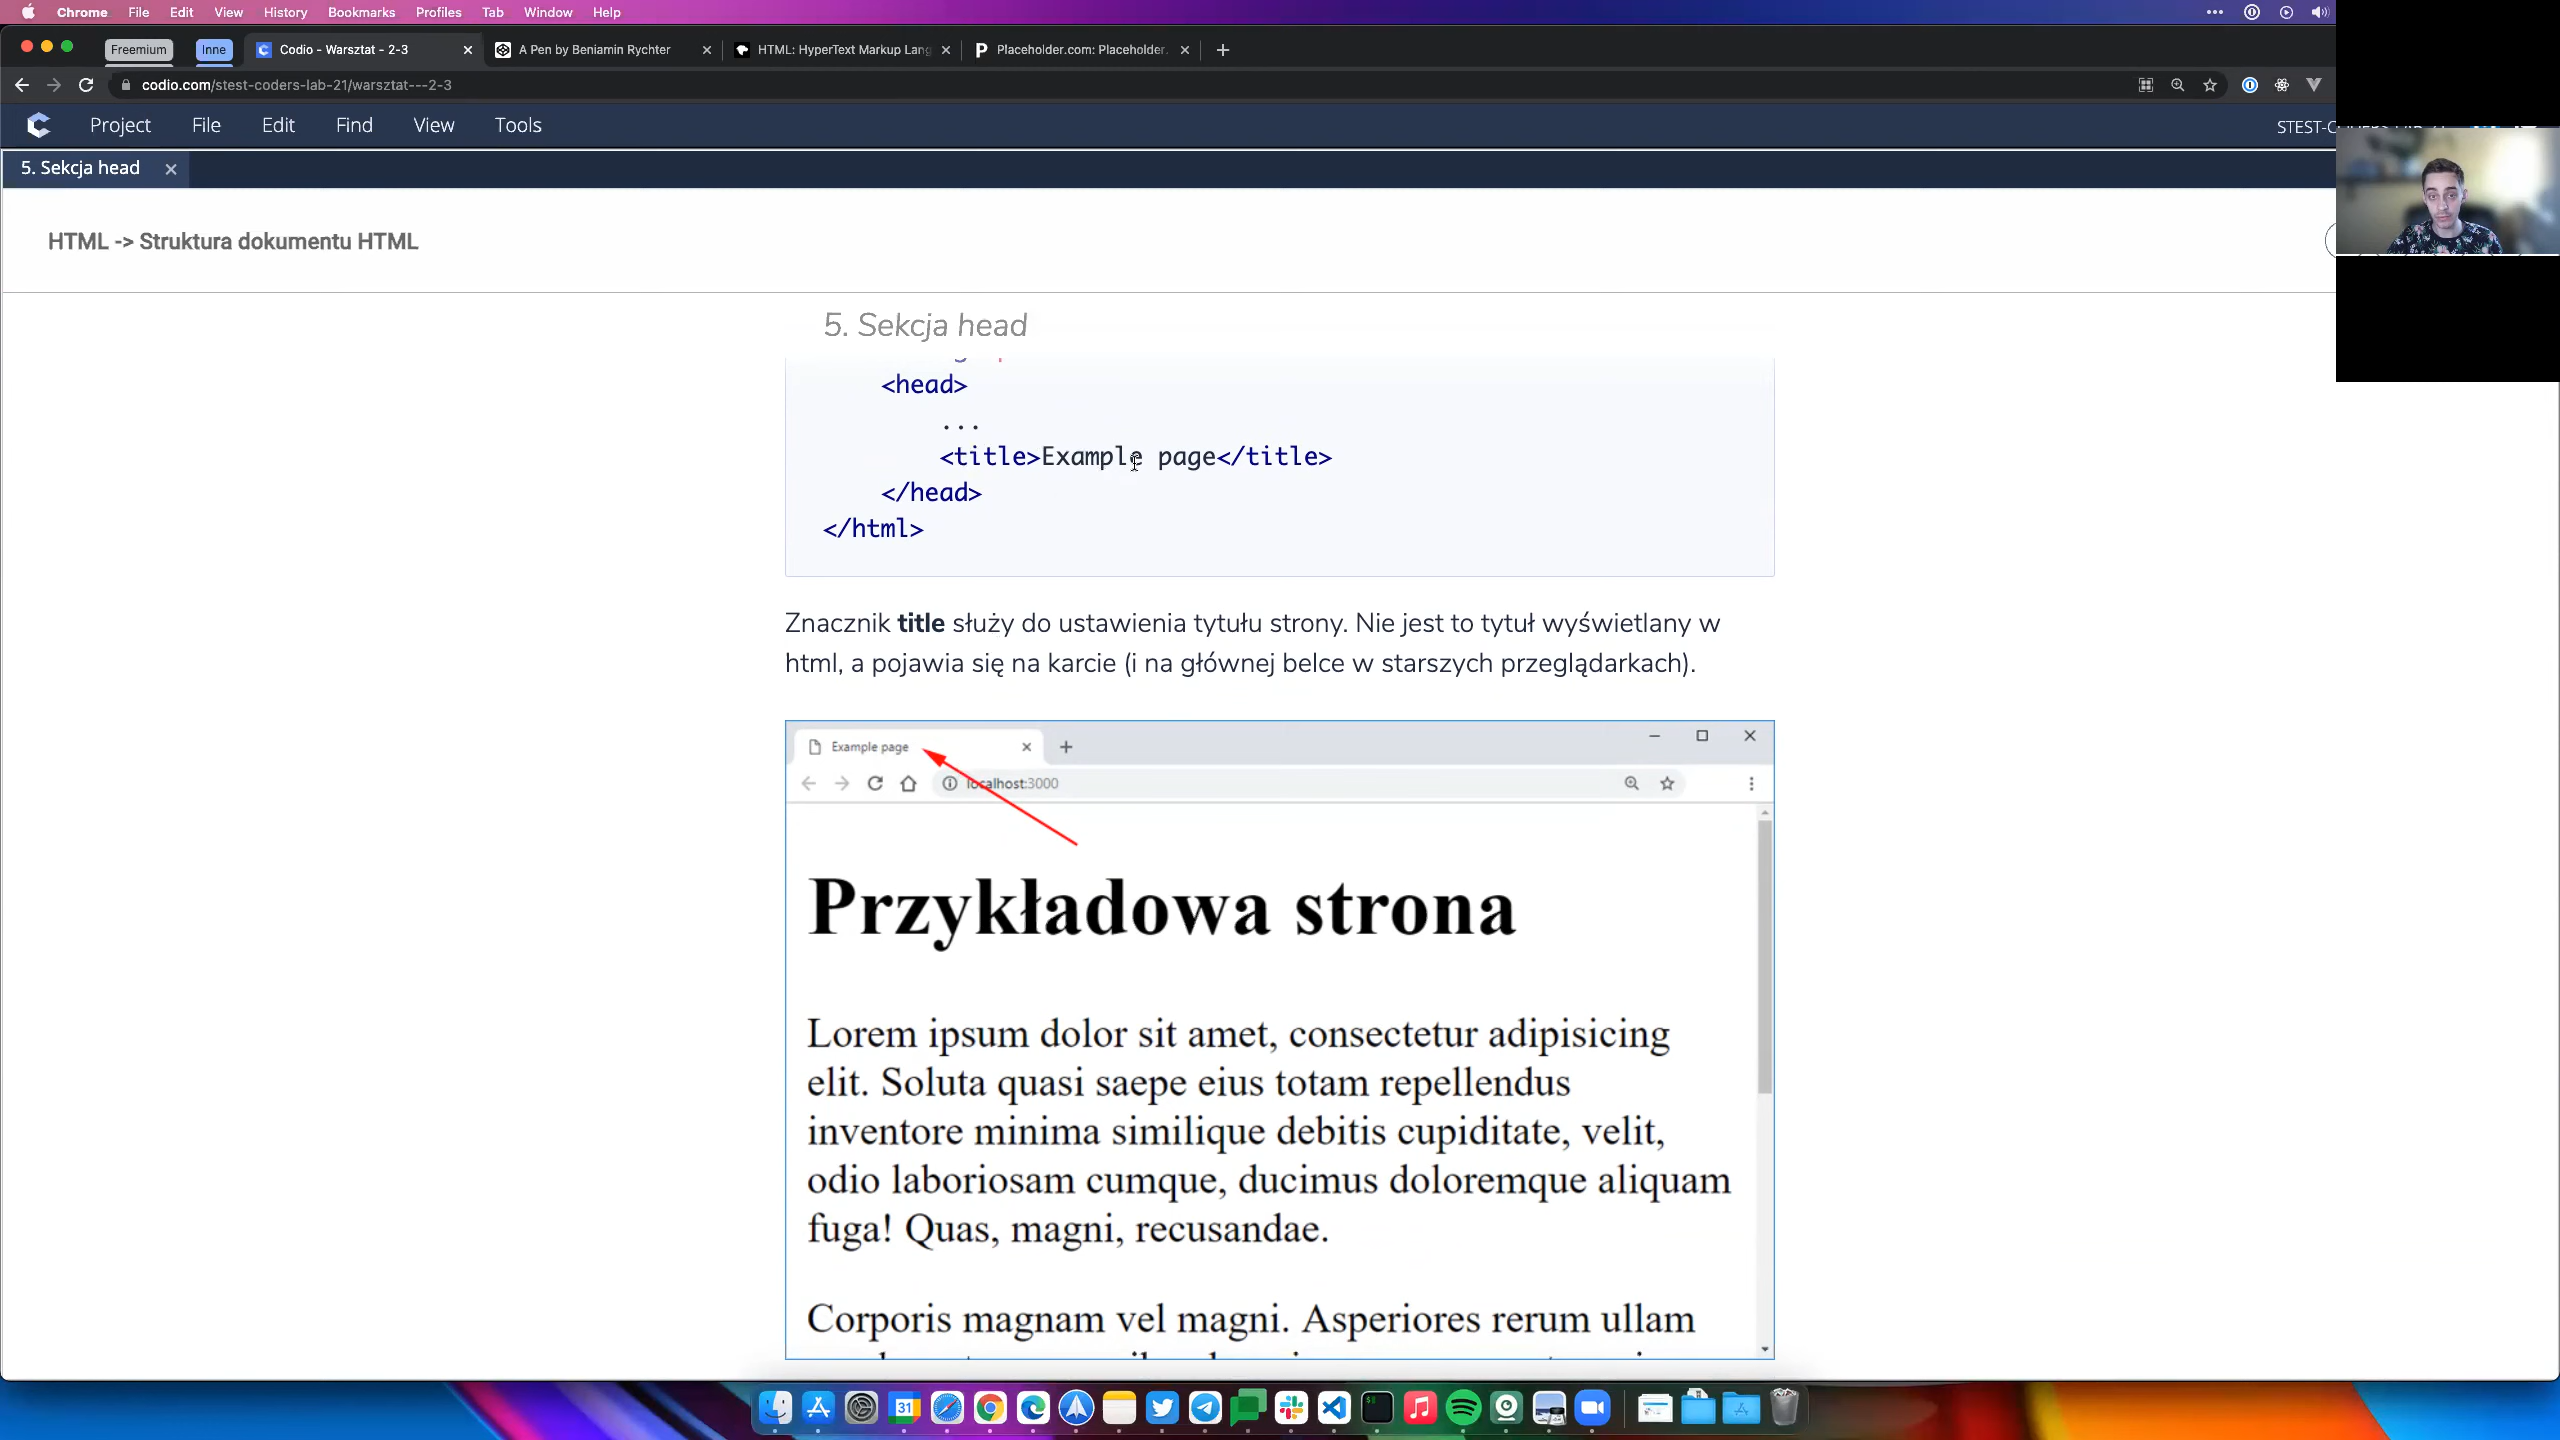 Chrome File Edit View History Bookmarks Profiles Tab Window Help
Freemium Inne Codio - Warsztat - 2-3 A Pen by Beniamin Rychter HTML: HyperText Markup Lang Placeholder.com: Placeholder.
codio.com/stest-coders-lab-21/warsztat---2-3
Project File Edit Find View Tools
5. Sekcja head
HTML -> Struktura dokumentu HTML
5. Sekcja head
<head>
...
<title>Example page</title>
</head>
</html>
Znacznik title służy do ustawienia tytułu strony. Nie jest to tytuł wyświetlany w
html, a pojawia się na karcie (i na głównej belce w starszych przeglądarkach).
Example page
localhost:3000
Przykładowa strona
Lorem ipsum dolor sit amet, consectetur adipisicing
elit. Soluta quasi saepe eius totam repellendus
inventore minima similique debitis cupiditate, velit,
odio laboriosam cumque, ducimus doloremque aliquam
fuga! Quas, magni, recusandae.
Corporis magnam vel magni. Asperiores rerum ullam
31